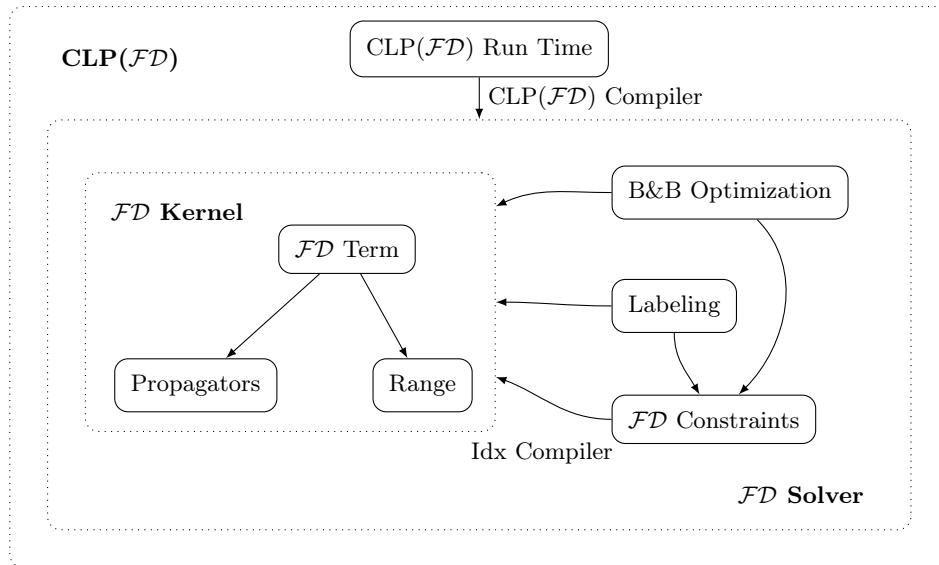 CLP(𝓕𝓓) Run Time
CLP(𝓕𝓓)
CLP(𝓕𝓓) Compiler
B&B Optimization
𝓕𝓓 Kernel
𝓕𝓓 Term
Labeling
Propagators
Range
𝓕𝓓 Constraints
Idx Compiler
𝓕𝓓 Solver